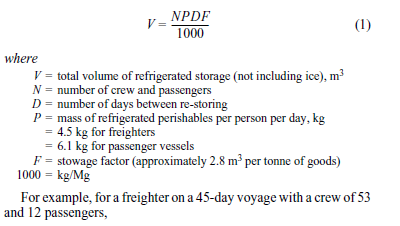 V = NPDF / 1000 (1)
where
V = total volume of refrigerated storage (not including ice), m³
N = number of crew and passengers
D = number of days between re-storing
P = mass of refrigerated perishables per person per day, kg
= 4.5 kg for freighters
= 6.1 kg for passenger vessels
F = stowage factor (approximately 2.8 m³ per tonne of goods)
1000 = kg/Mg
For example, for a freighter on a 45-day voyage with a crew of 53
and 12 passengers,